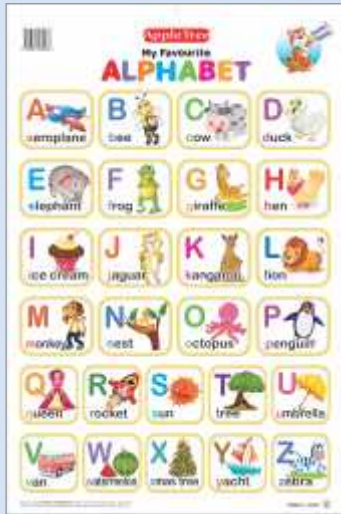 Apple Tree
My Favourite
ALPHABET
A B C D
aeroplane bee cow duck
E F G H
elephant frog giraffe hen
I J K L
ice cream jaguar kangaroo lion
M N O P
monkey nest octopus penguin
Q R S T U
queen rocket sun tree umbrella
V W X Y Z
van watermelon xmas tree yacht zebra